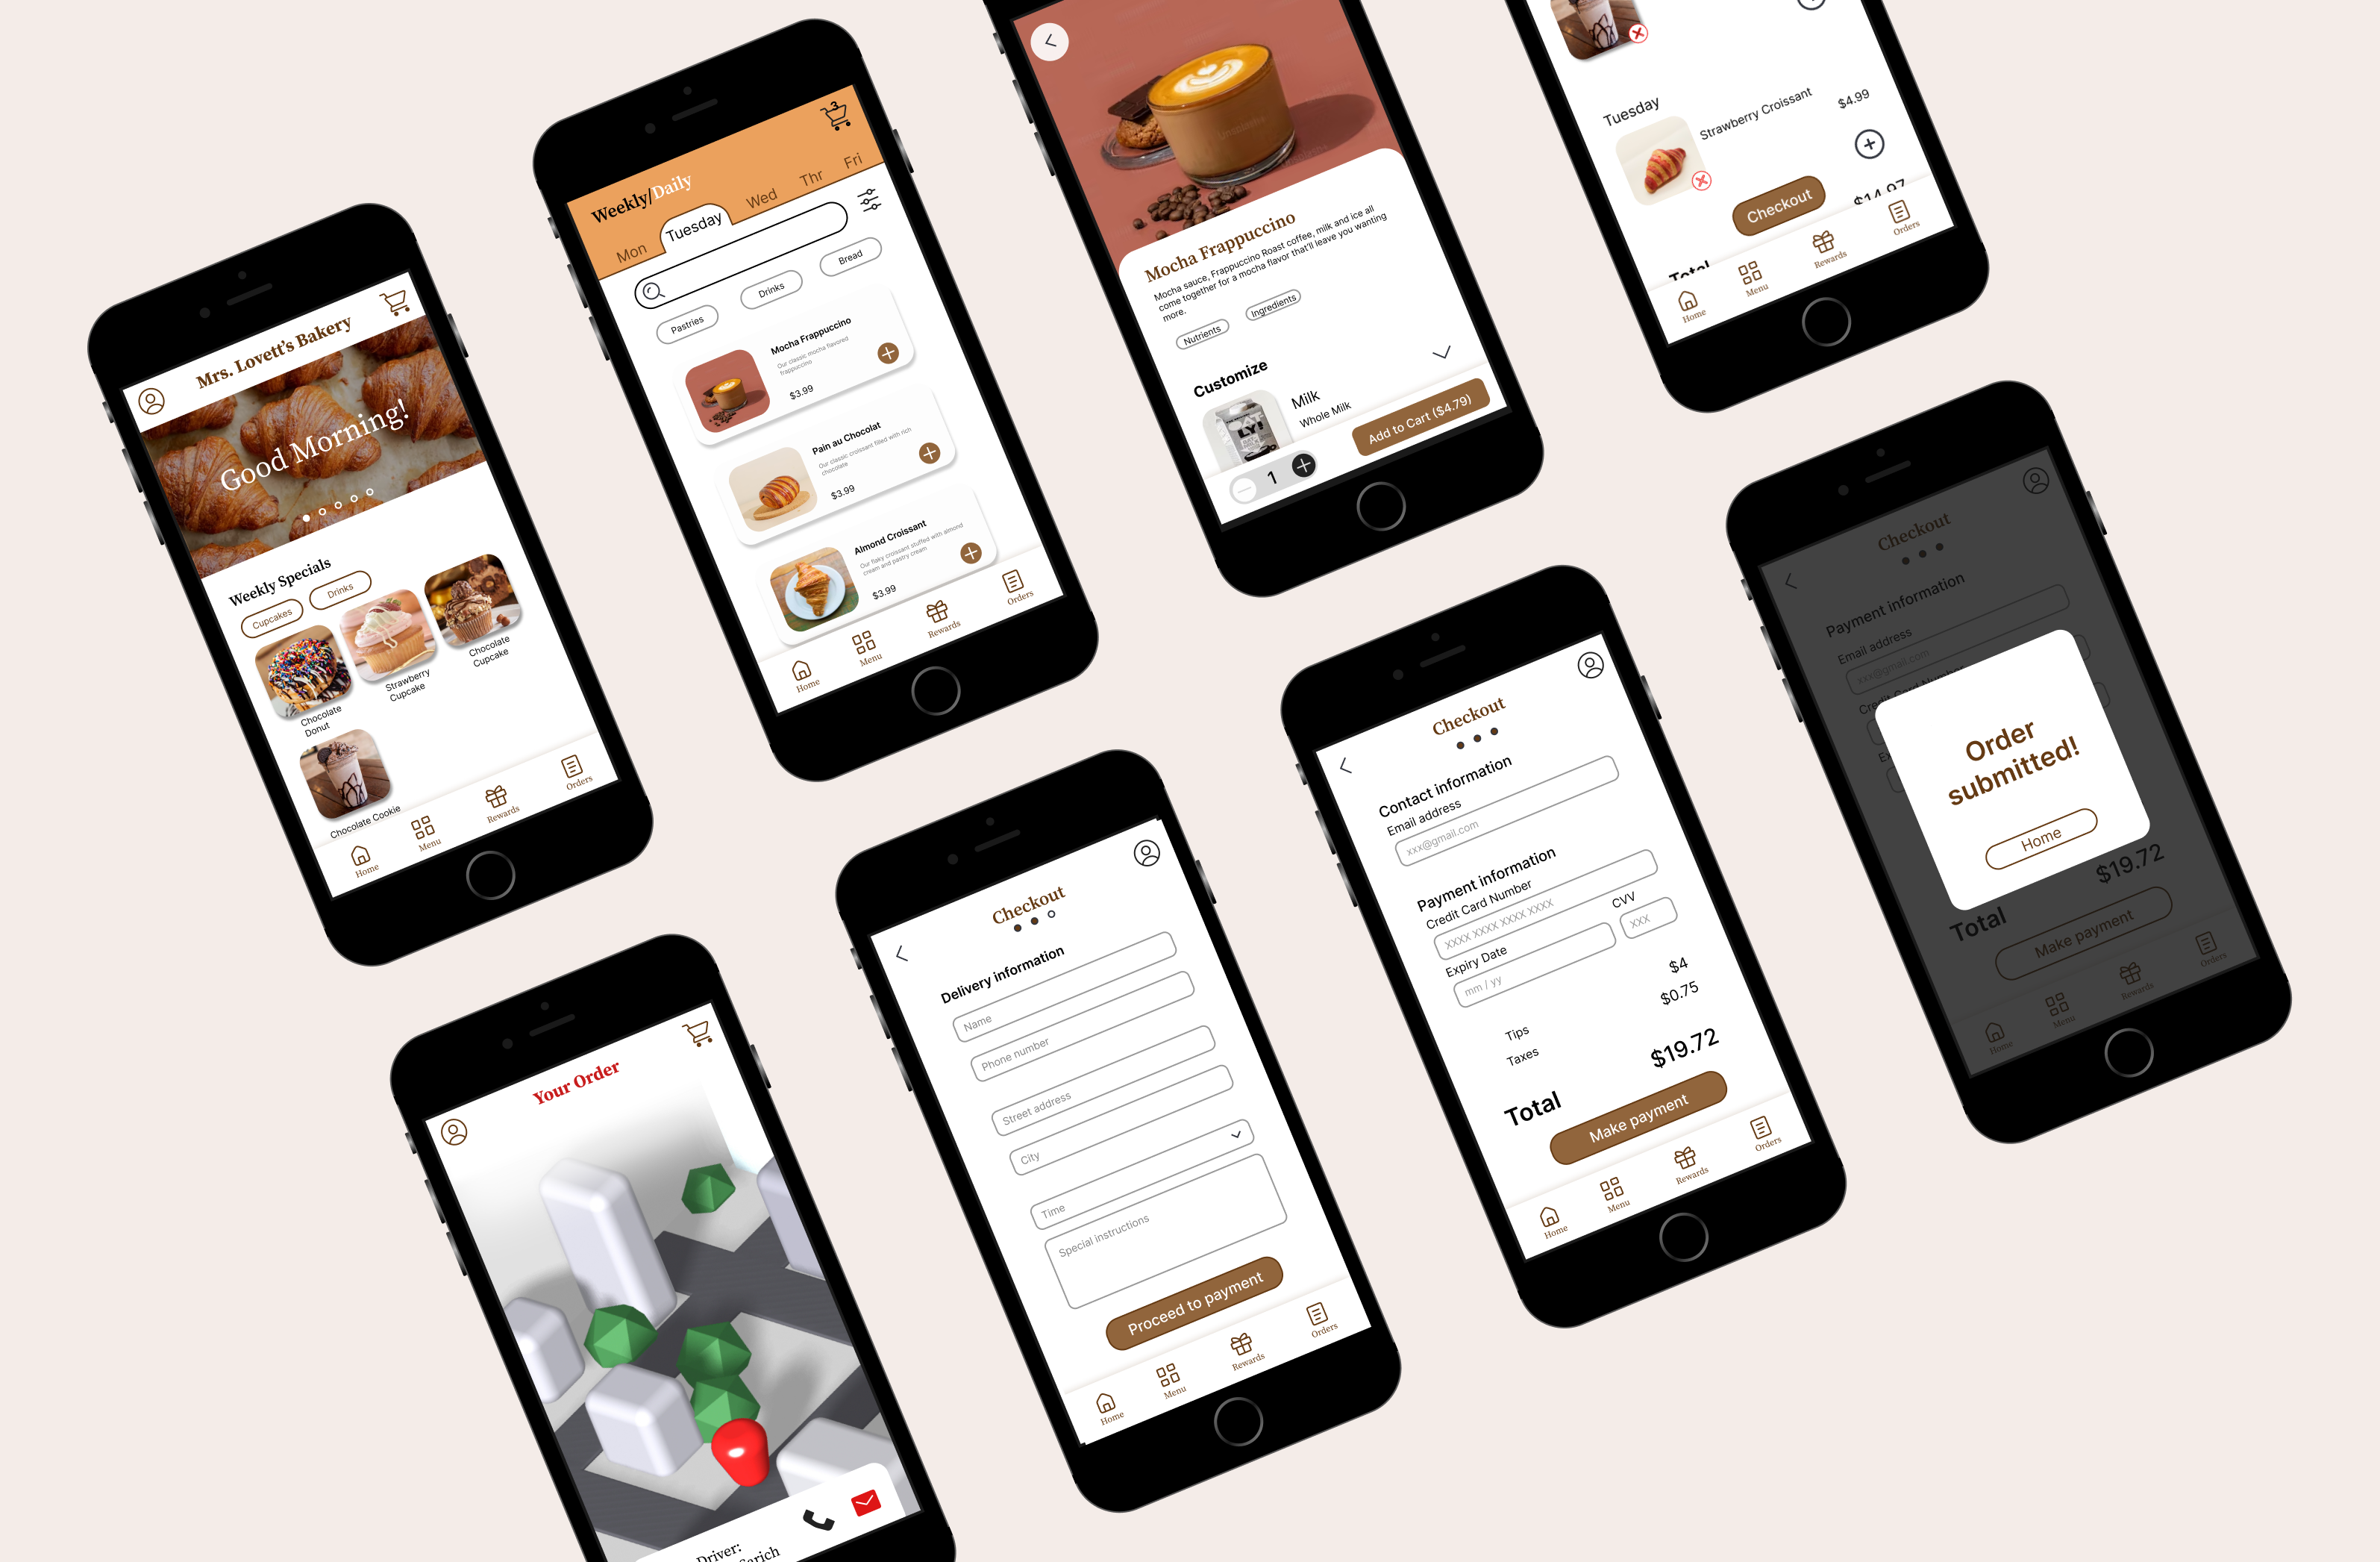 Mrs. Lovett's Bakery
Good Morning!
Weekly Specials
Cupcakes
Drinks
Chocolate
Donut
Strawberry
Cupcake
Chocolate
Cupcake
Chocolate Cookie
Home
Menu
Rewards
Orders
3
Weekly/Daily
Mon
Tuesday
Wed
Thr
Fri
Pastries
Drinks
Bread
Mocha Frappuccino
Our classic mocha flavored
frappuccino
$3.99
Pain au Chocolat
Our classic croissant filled with rich
chocolate
$3.99
Almond Croissant
Our flaky croissant stuffed with almond
cream and pastry cream
$3.99
Home
Menu
Rewards
Orders
Unsplash+
Mocha Frappuccino
Mocha sauce, Frappuccino Roast coffee, milk and ice all
come together for a mocha flavor that'll leave you wanting
more.
Nutrients
Ingredients
Customize
Milk
Whole Milk
1
Add to Cart ($4.79)
Tuesday
Strawberry Croissant
$4.99
Checkout
$14.97
Total
Home
Menu
Rewards
Orders
Your Order
Driver:
Checkout
Delivery information
Name
Phone number
Street address
City
Time
Special instructions
Proceed to payment
Home
Menu
Rewards
Orders
Checkout
Contact information
Email address
xxx@gmail.com
Payment information
Credit Card Number
XXXX XXXX XXXX XXXX
Expiry Date
CVV
mm / yy
XXX
$4
$0.75
Tips
Taxes
$19.72
Total
Make payment
Home
Menu
Rewards
Orders
Checkout
Payment information
Email address
xxx@gmail.com
Credit Card Number
Order
submitted!
Home
$19.72
Total
Make payment
Home
Menu
Rewards
Orders